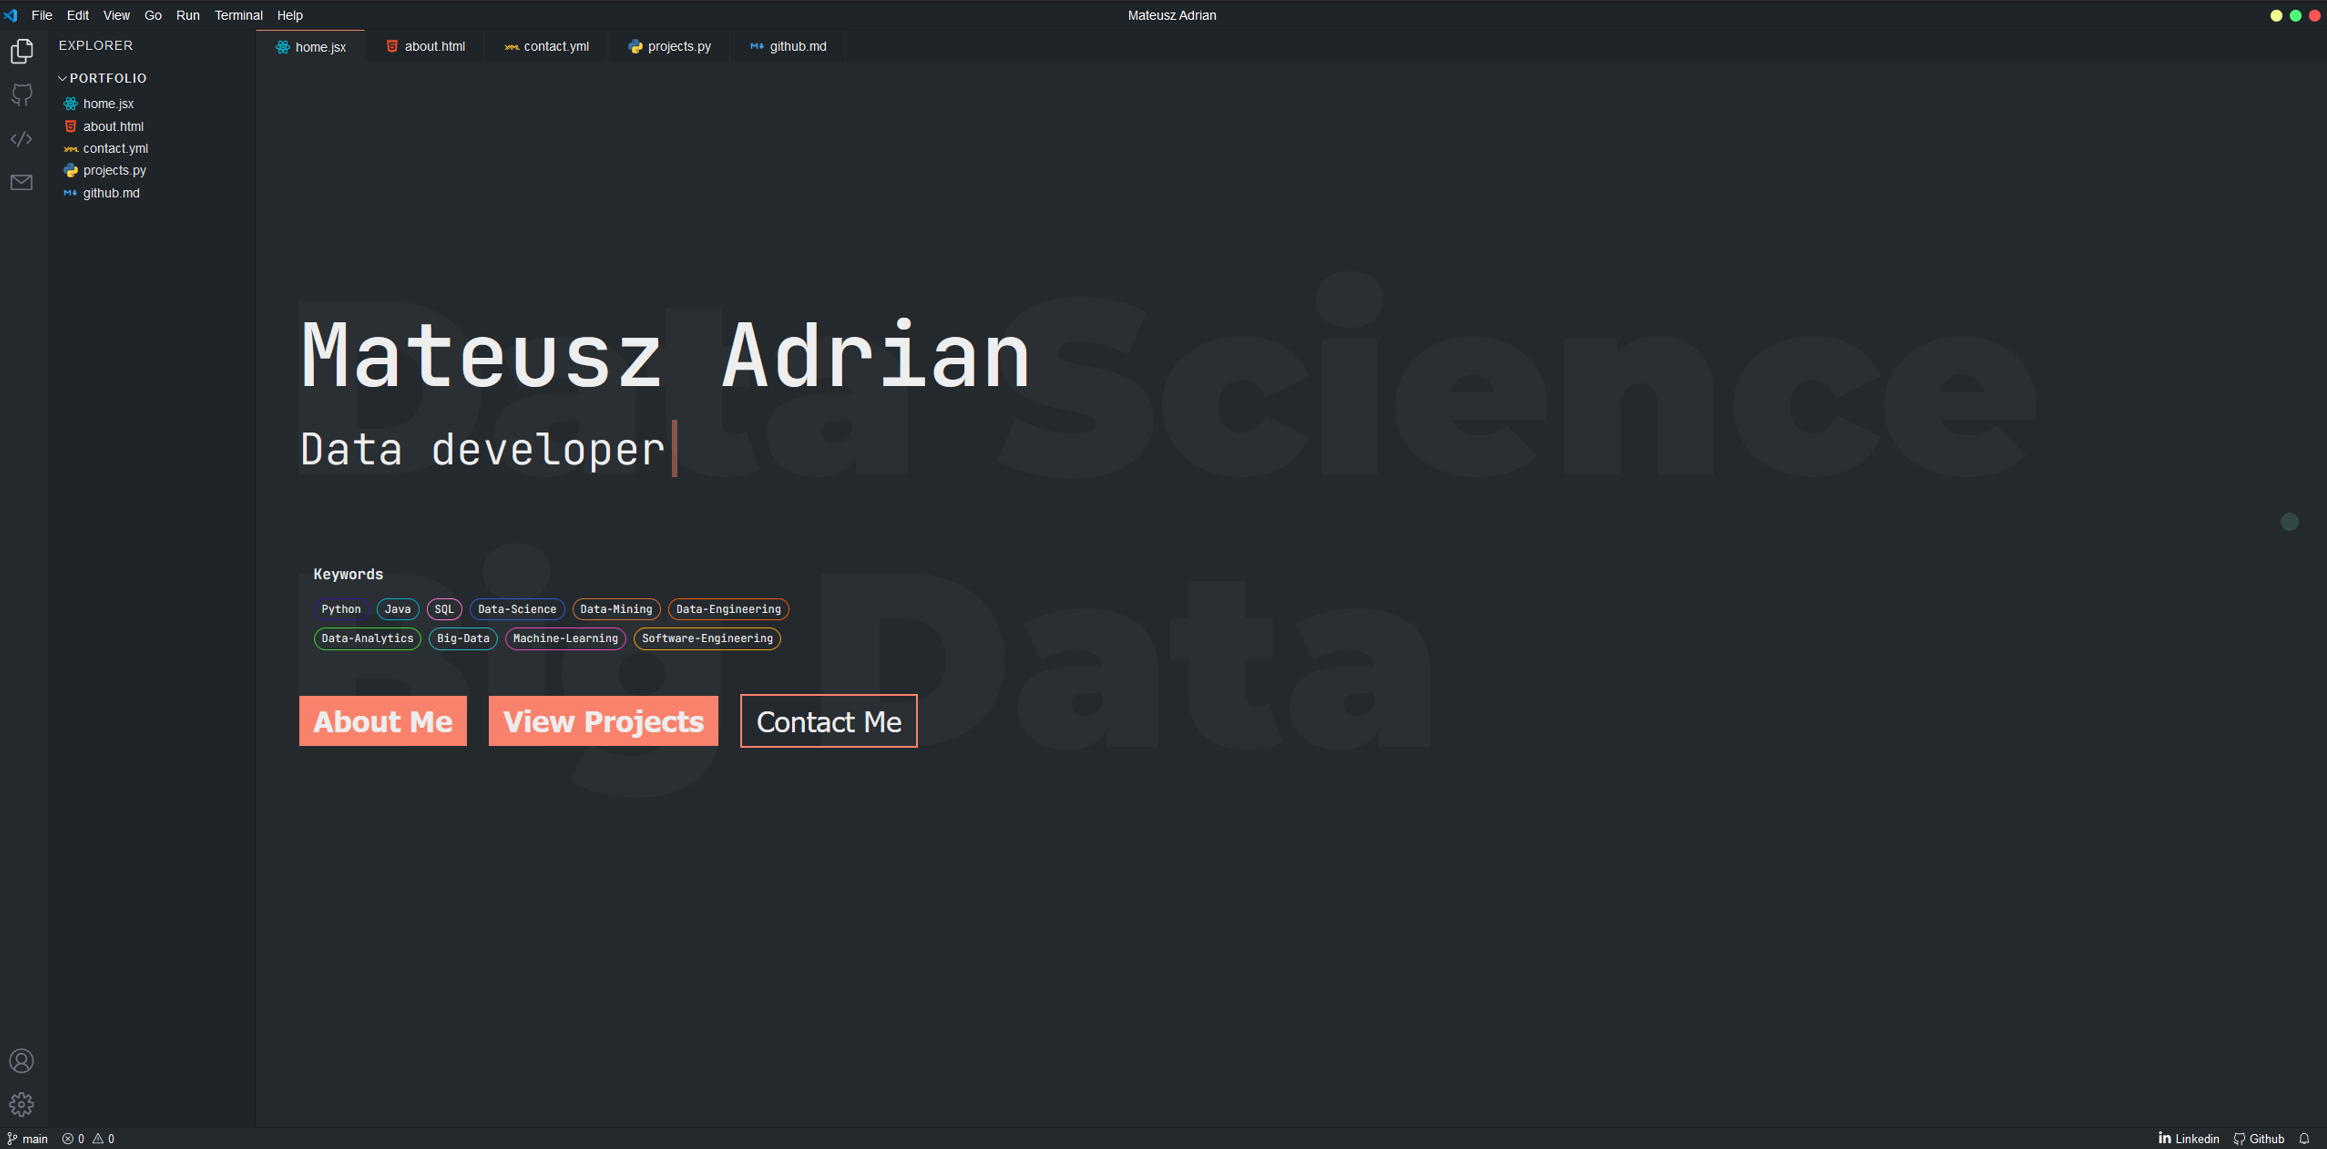 File Edit View Go Run Terminal Help
Mateusz Adrian
EXPLORER
PORTFOLIO
home.jsx
about.html
contact.yml
projects.py
github.md
home.jsx
about.html
contact.yml
projects.py
github.md
Data Science
Mateusz Adrian
Data developer
Big Data
Keywords
Python Java SQL Data-Science Data-Mining Data-Engineering
Data-Analytics Big-Data Machine-Learning Software-Engineering
About Me
View Projects
Contact Me
main 0 0
Linkedin Github